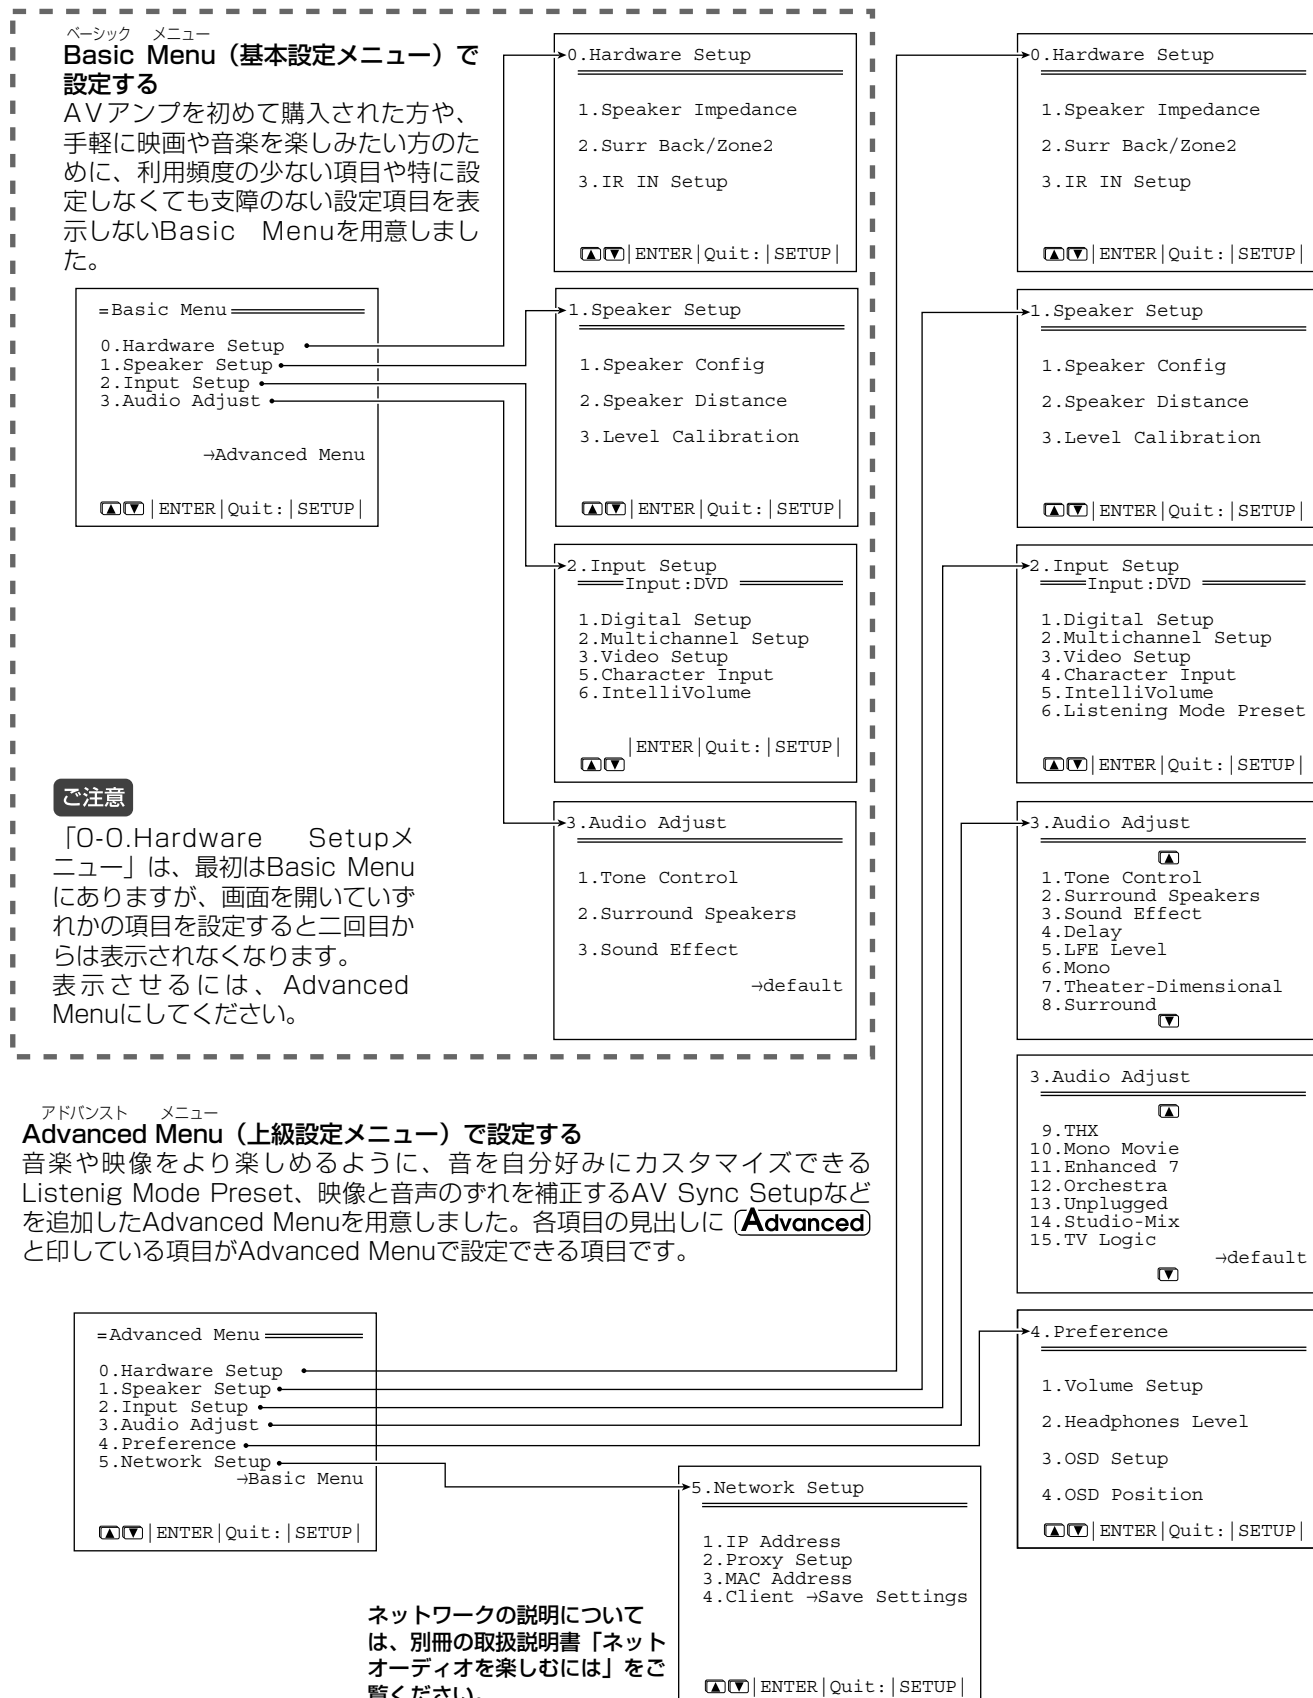 ベーシック メニュー
Basic Menu（基本設定メニュー）で
設定する
AVアンプを初めて購入された方や、
手軽に映画や音楽を楽しみたい方のた
めに、利用頻度の少ない項目や特に設
定しなくても支障のない設定項目を表
示しないBasic Menuを用意しまし
た。
=Basic Menu
0.Hardware Setup
1.Speaker Setup
2.Input Setup
3.Audio Adjust
→Advanced Menu
▲▼|ENTER|Quit:|SETUP|
ご注意
「0-0.Hardware Setupメ
ニュー」は、最初はBasic Menu
にありますが、画面を開いていず
れかの項目を設定すると二回目か
らは表示されなくなります。
表示させるには、Advanced
Menuにしてください。
0.Hardware Setup
1.Speaker Impedance
2.Surr Back/Zone2
3.IR IN Setup
▲▼|ENTER|Quit:|SETUP|
1.Speaker Setup
1.Speaker Config
2.Speaker Distance
3.Level Calibration
▲▼|ENTER|Quit:|SETUP|
2.Input Setup
Input:DVD
1.Digital Setup
2.Multichannel Setup
3.Video Setup
5.Character Input
6.IntelliVolume
|ENTER|Quit:|SETUP|
▲▼
3.Audio Adjust
1.Tone Control
2.Surround Speakers
3.Sound Effect
→default
アドバンスト メニュー
Advanced Menu（上級設定メニュー）で設定する
音楽や映像をより楽しめるように、音を自分好みにカスタマイズできる
Listenig Mode Preset、映像と音声のずれを補正するAV Sync Setupなど
を追加したAdvanced Menuを用意しました。各項目の見出しに Advanced
と印している項目がAdvanced Menuで設定できる項目です。
=Advanced Menu
0.Hardware Setup
1.Speaker Setup
2.Input Setup
3.Audio Adjust
4.Preference
5.Network Setup
→Basic Menu
▲▼|ENTER|Quit:|SETUP|
0.Hardware Setup
1.Speaker Impedance
2.Surr Back/Zone2
3.IR IN Setup
▲▼|ENTER|Quit:|SETUP|
1.Speaker Setup
1.Speaker Config
2.Speaker Distance
3.Level Calibration
▲▼|ENTER|Quit:|SETUP|
2.Input Setup
Input:DVD
1.Digital Setup
2.Multichannel Setup
3.Video Setup
4.Character Input
5.IntelliVolume
6.Listening Mode Preset
▲▼|ENTER|Quit:|SETUP|
3.Audio Adjust
▲
1.Tone Control
2.Surround Speakers
3.Sound Effect
4.Delay
5.LFE Level
6.Mono
7.Theater-Dimensional
8.Surround
▼
3.Audio Adjust
▲
9.THX
10.Mono Movie
11.Enhanced 7
12.Orchestra
13.Unplugged
14.Studio-Mix
15.TV Logic
→default
▼
4.Preference
1.Volume Setup
2.Headphones Level
3.OSD Setup
4.OSD Position
▲▼|ENTER|Quit:|SETUP|
5.Network Setup
1.IP Address
2.Proxy Setup
3.MAC Address
4.Client →Save Settings
▲▼|ENTER|Quit:|SETUP|
ネットワークの説明について
は、別冊の取扱説明書「ネット
オーディオを楽しむには」をご
覧ください。